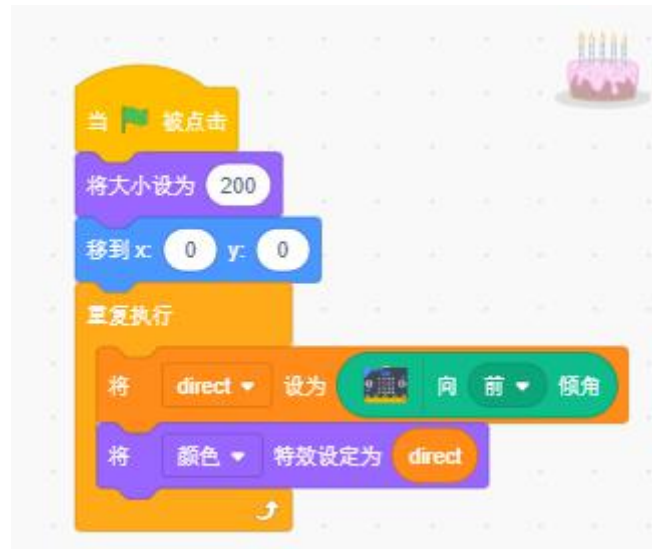 当 被点击
将大小设为 200
移到 x: 0 y: 0
重复执行
将 direct 设为 向 前 倾角
将 颜色 特效设定为 direct